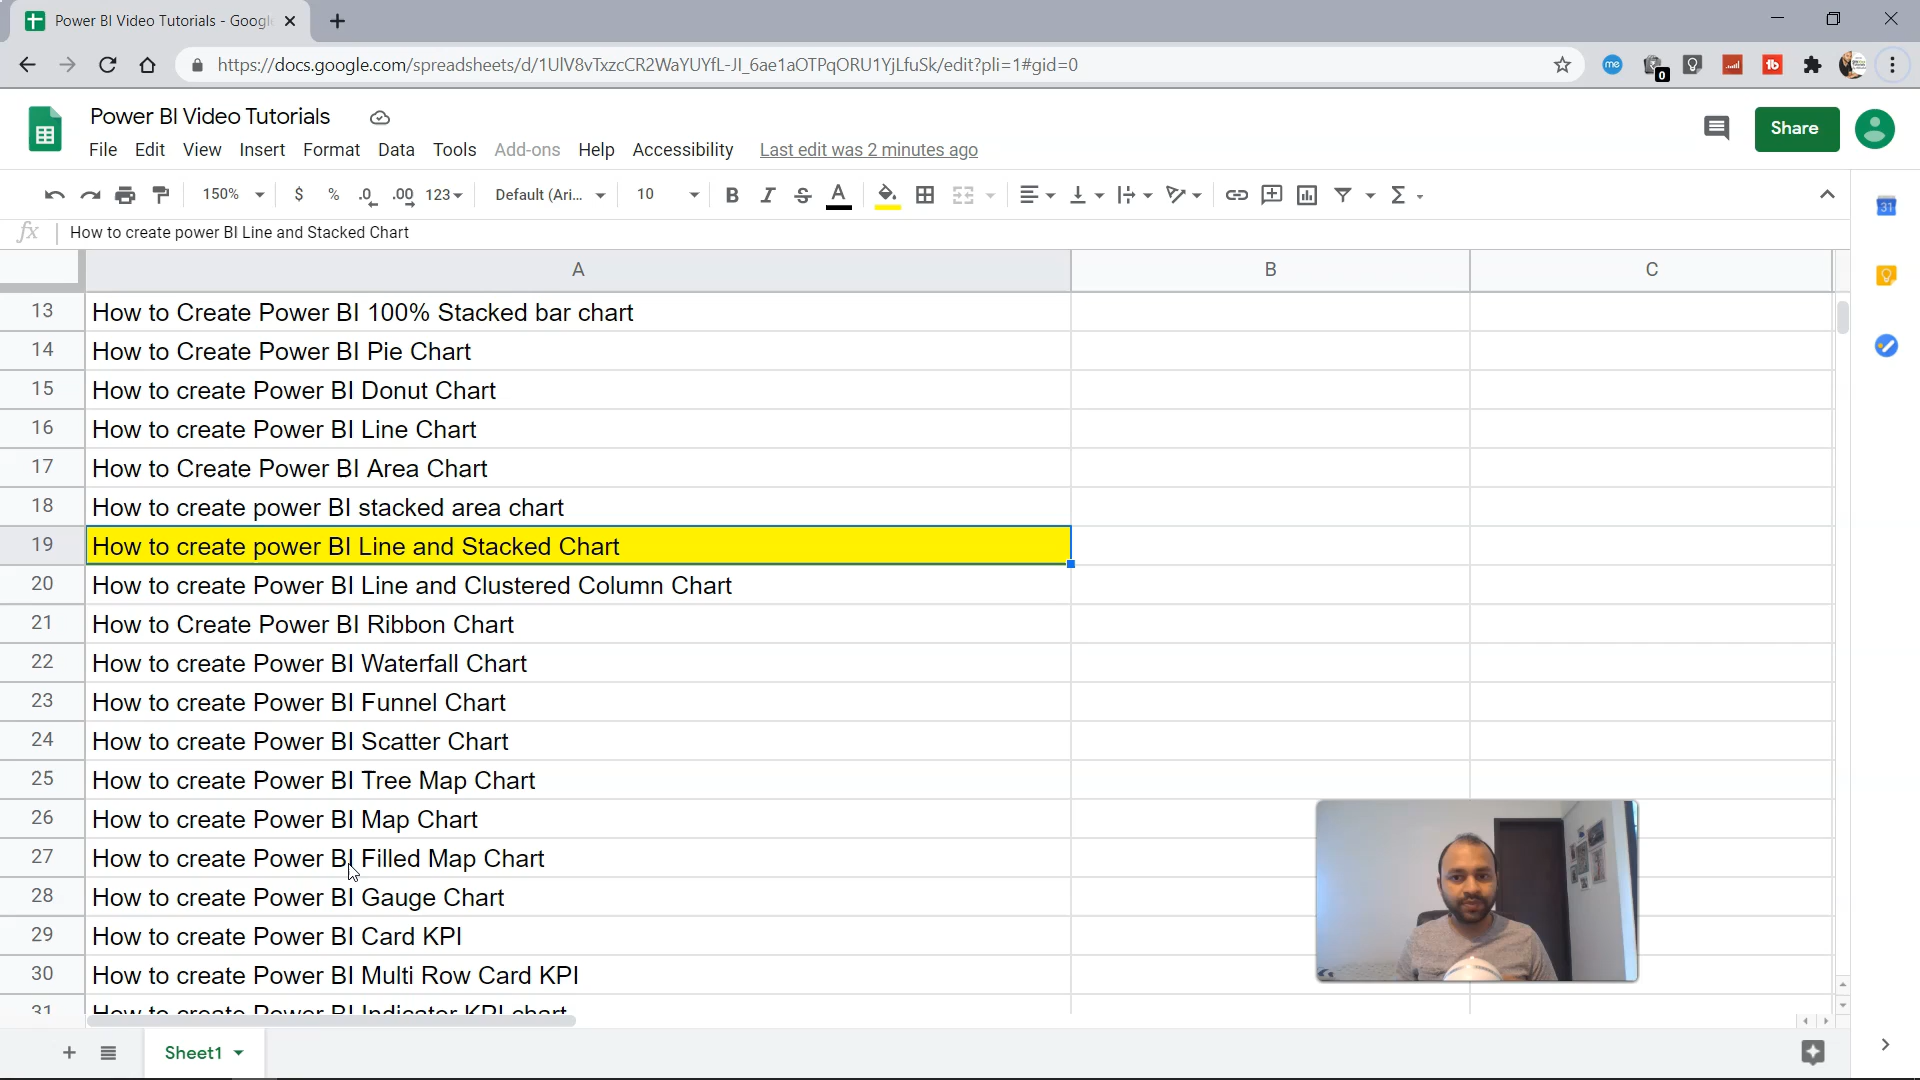 Power BI Video Tutorials - Googl
https://docs.google.com/spreadsheets/d/1UlV8vTxzcCR2WaYUYfL-JI_6ae1aOTPqORU1YjLfuSk/edit?pli=1#gid=0
me
0
tb
Power BI Video Tutorials
Share
File Edit View Insert Format Data Tools Add-ons Help Accessibility Last edit was 2 minutes ago
150% $ % .0 .00 123 Default (Ari... 10 B I S A Σ
31
fx How to create power BI Line and Stacked Chart
A B C
13 How to Create Power BI 100% Stacked bar chart
14 How to Create Power BI Pie Chart
15 How to create Power BI Donut Chart
16 How to create Power BI Line Chart
17 How to Create Power BI Area Chart
18 How to create power BI stacked area chart
19 How to create power BI Line and Stacked Chart
20 How to create Power BI Line and Clustered Column Chart
21 How to Create Power BI Ribbon Chart
22 How to create Power BI Waterfall Chart
23 How to create Power BI Funnel Chart
24 How to create Power BI Scatter Chart
25 How to create Power BI Tree Map Chart
26 How to create Power BI Map Chart
27 How to create Power BI Filled Map Chart
28 How to create Power BI Gauge Chart
29 How to create Power BI Card KPI
30 How to create Power BI Multi Row Card KPI
31 How to create Power BI Indicator KPI chart
Sheet1